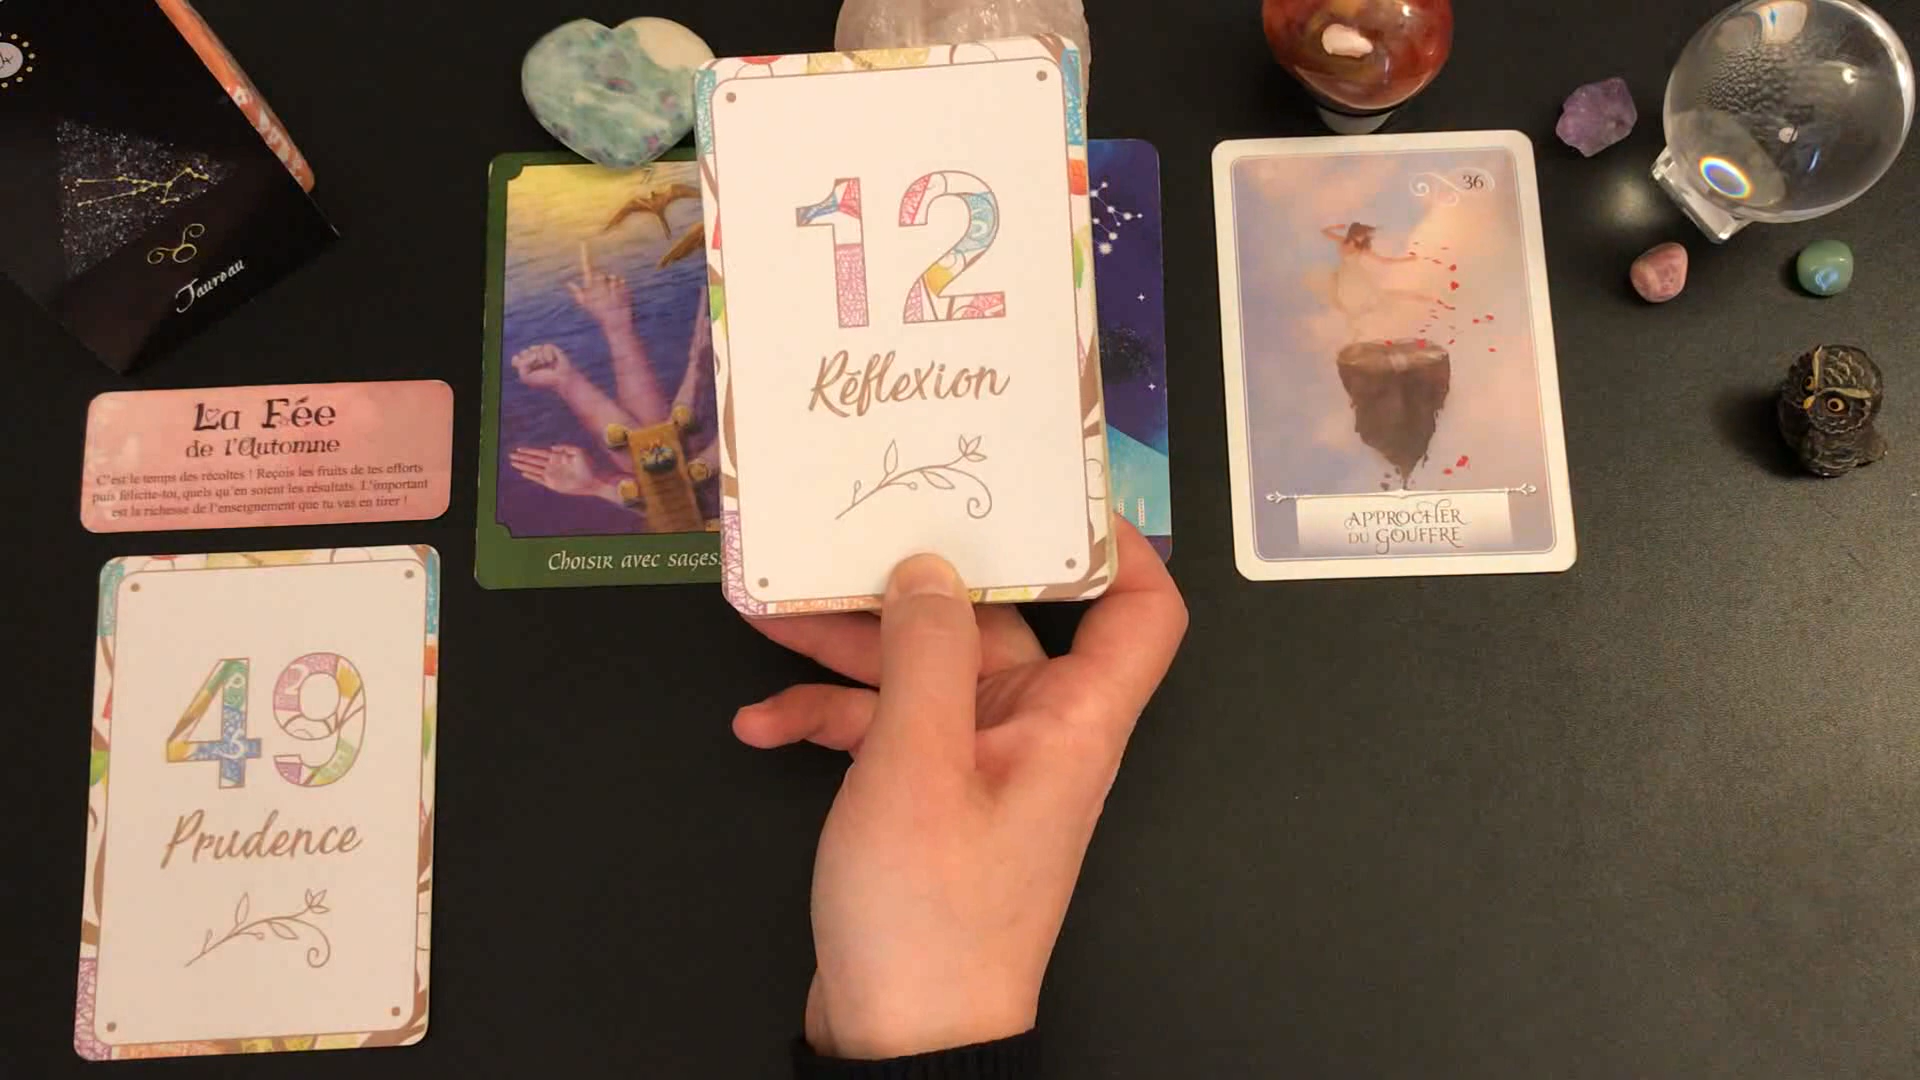 Taureau
La Fée
de l'Automne
C'est le temps des récoltes ! Reçois les fruits de tes efforts
puis félicite-toi, quels qu'en soient les résultats. L'important
est la richesse de l'enseignement que tu vas en tirer !
49
Prudence
Choisir avec sagess
12
Réflexion
36
APPROCHER
DU GOUFFRE